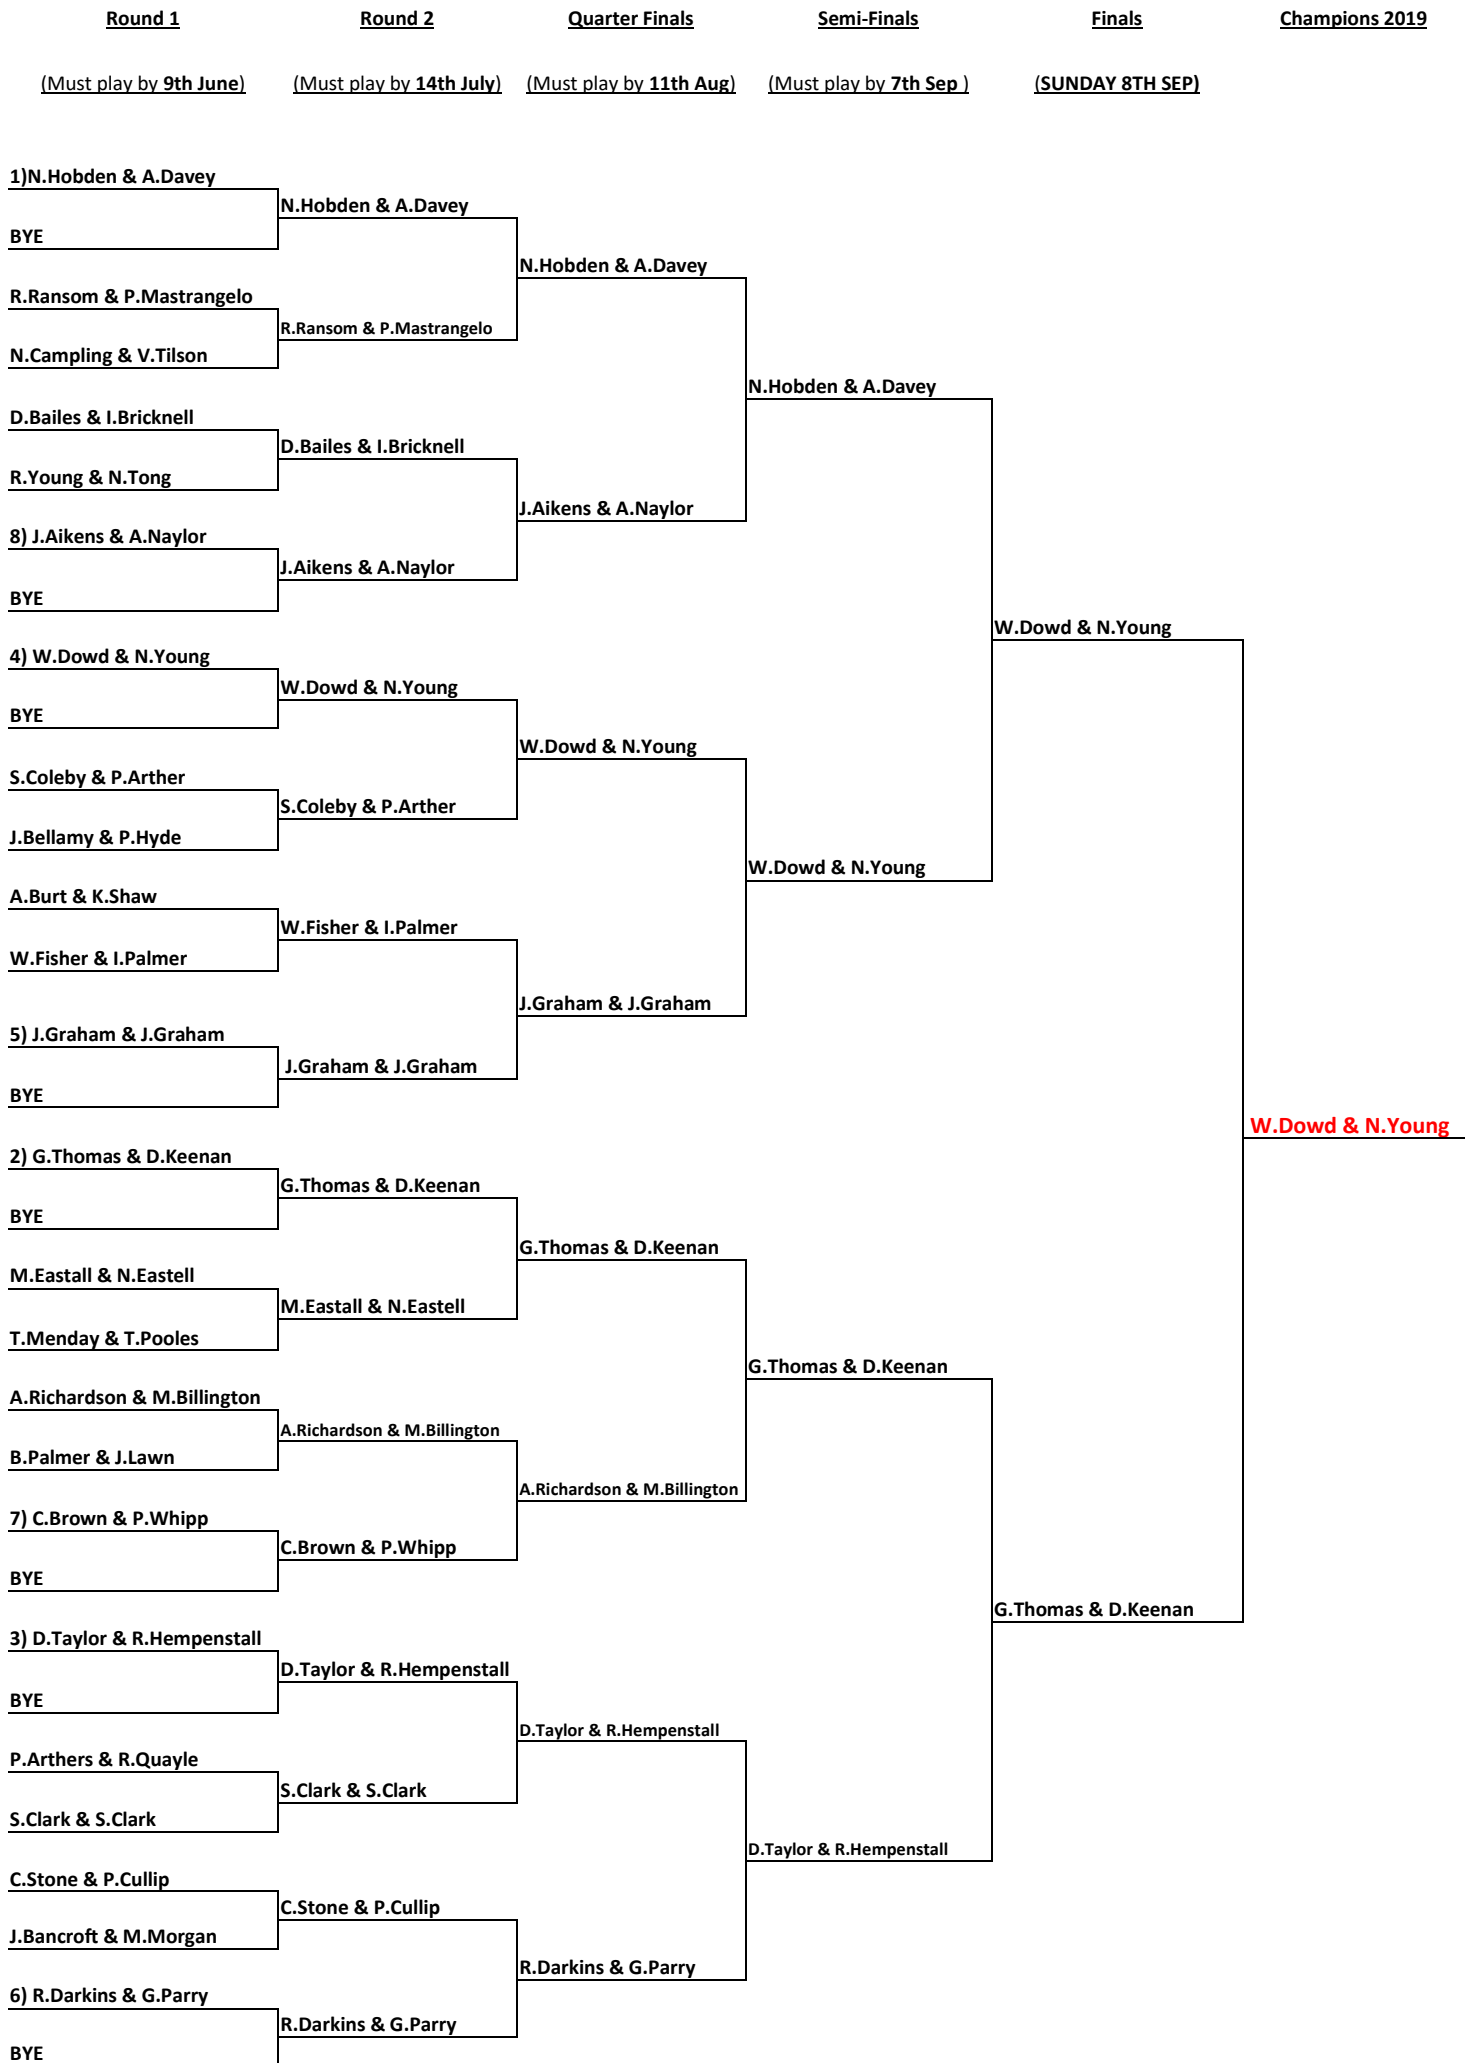 Round 1
Round 2
Quarter Finals
Semi-Finals
Finals
Champions 2019
(Must play by 9th June)
(Must play by 14th July)
(Must play by 11th Aug)
(Must play by 7th Sep )
(SUNDAY 8TH SEP)
1)N.Hobden & A.Davey
BYE
R.Ransom & P.Mastrangelo
N.Campling & V.Tilson
D.Bailes & I.Bricknell
R.Young & N.Tong
8) J.Aikens & A.Naylor
BYE
4) W.Dowd & N.Young
BYE
S.Coleby & P.Arther
J.Bellamy & P.Hyde
A.Burt & K.Shaw
W.Fisher & I.Palmer
5) J.Graham & J.Graham
BYE
2) G.Thomas & D.Keenan
BYE
M.Eastall & N.Eastell
T.Menday & T.Pooles
A.Richardson & M.Billington
B.Palmer & J.Lawn
7) C.Brown & P.Whipp
BYE
3) D.Taylor & R.Hempenstall
BYE
P.Arthers & R.Quayle
S.Clark & S.Clark
C.Stone & P.Cullip
J.Bancroft & M.Morgan
6) R.Darkins & G.Parry
BYE
N.Hobden & A.Davey
R.Ransom & P.Mastrangelo
D.Bailes & I.Bricknell
J.Aikens & A.Naylor
W.Dowd & N.Young
S.Coleby & P.Arther
W.Fisher & I.Palmer
J.Graham & J.Graham
G.Thomas & D.Keenan
M.Eastall & N.Eastell
A.Richardson & M.Billington
C.Brown & P.Whipp
D.Taylor & R.Hempenstall
S.Clark & S.Clark
C.Stone & P.Cullip
R.Darkins & G.Parry
N.Hobden & A.Davey
J.Aikens & A.Naylor
W.Dowd & N.Young
J.Graham & J.Graham
G.Thomas & D.Keenan
A.Richardson & M.Billington
D.Taylor & R.Hempenstall
R.Darkins & G.Parry
N.Hobden & A.Davey
W.Dowd & N.Young
G.Thomas & D.Keenan
D.Taylor & R.Hempenstall
W.Dowd & N.Young
G.Thomas & D.Keenan
W.Dowd & N.Young